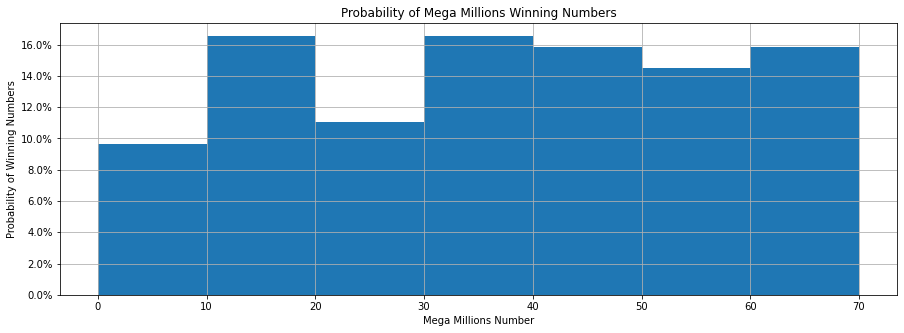 Probability of Mega Millions Winning Numbers
Probability of Winning Numbers
16.0%
14.0%
12.0%
10.0%
8.0%
6.0%
4.0%
2.0%
0.0%
0 10 20 30 40 50 60 70
Mega Millions Number